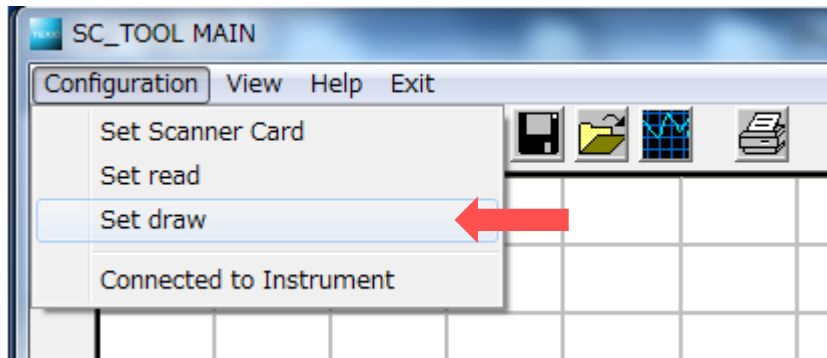 SC_TOOL MAIN
Configuration View Help Exit
Set Scanner Card
Set read
Set draw
Connected to Instrument